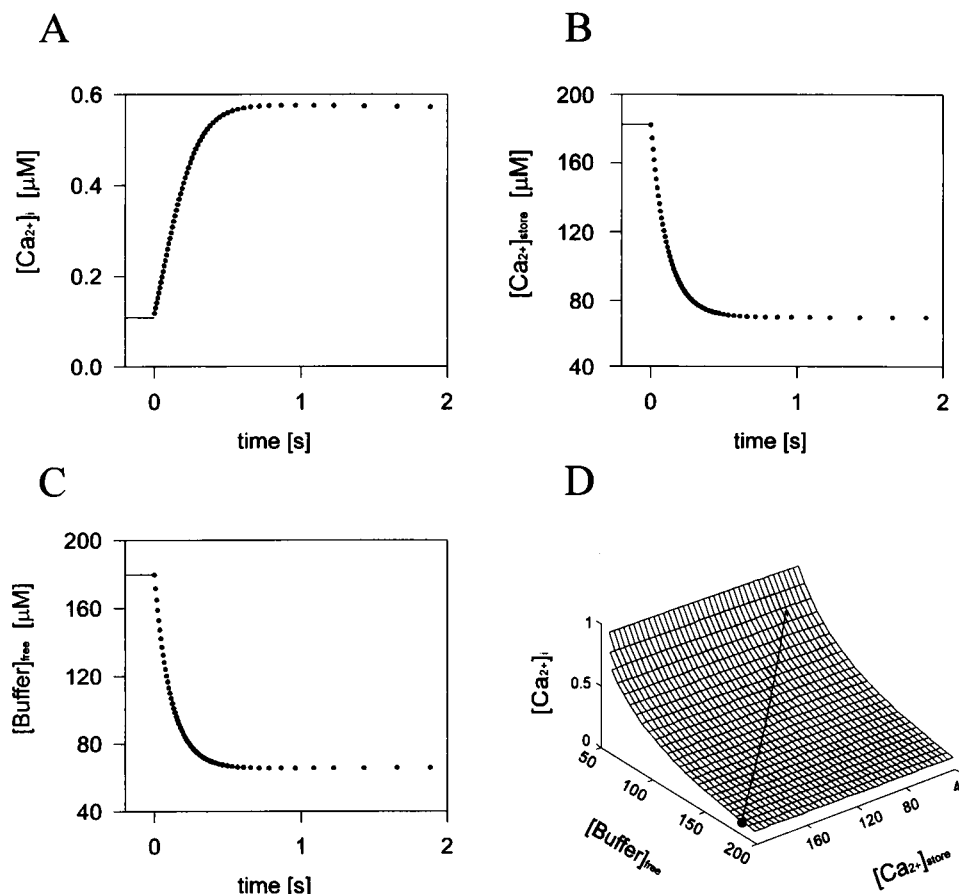 A
0.6
0.4
0.2
0.0
[Ca2+]i [µM]
0 1 2
time [s]
B
200
160
120
80
40
[Ca2+]store [µM]
0 1 2
time [s]
C
200
160
120
80
40
[Buffer]free [µM]
0 1 2
time [s]
D
1
0.5
0
[Ca2+]i
50
100
150
200
[Buffer]free
160
120
80
[Ca2+]store